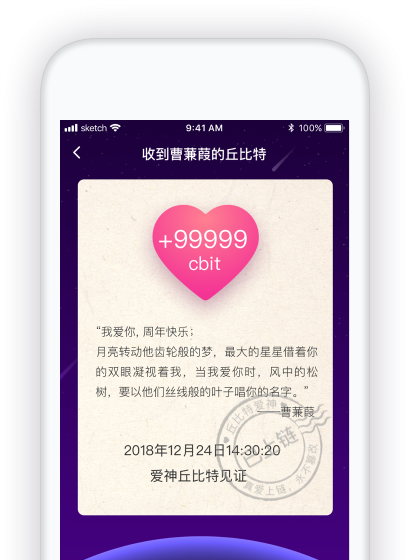 sketch 9:41 AM 100%
收到曹蒹葭的丘比特
+99999
cbit
“我爱你, 周年快乐；
月亮转动他齿轮般的梦，最大的星星借着你
的双眼凝视着我，当我爱你时，风中的松
树，要以他们丝线般的叶子唱你的名字。”
曹蒹葭
丘比特爱神
已上链
真爱上链，永不篡改
2018年12月24日14:30:20
爱神丘比特见证